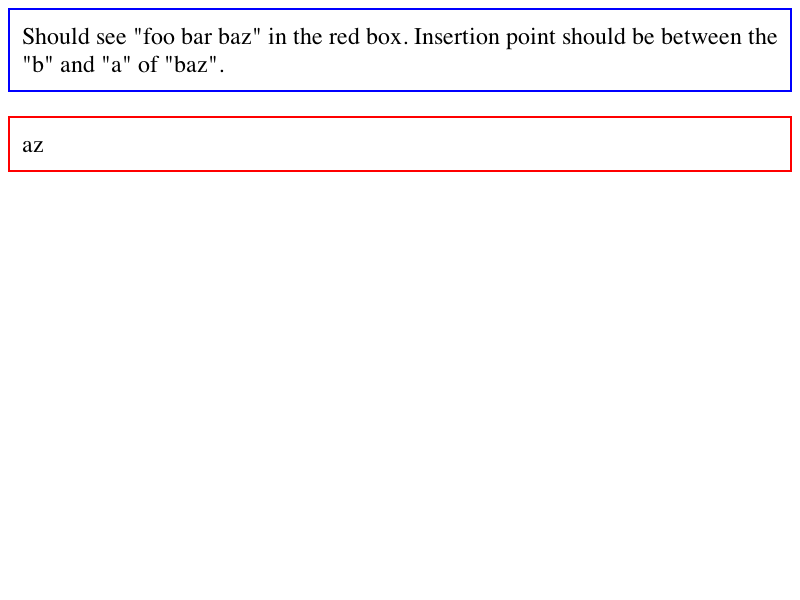 Should see "foo bar baz" in the red box. Insertion point should be between the
"b" and "a" of "baz".
az